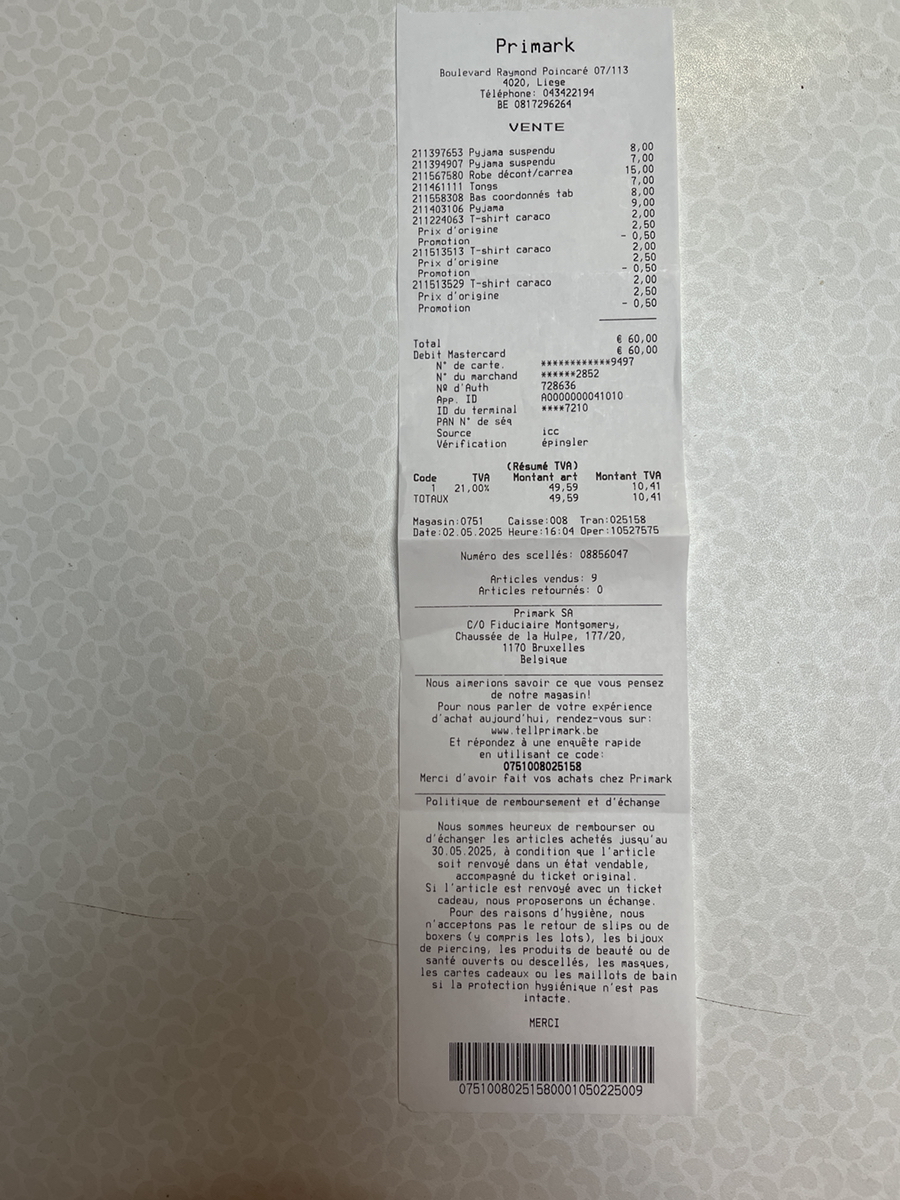 Primark
Boulevard Raymond Poincaré 07/113
4020, Liege
Téléphone: 043422194
BE 0817296264
VENTE
211397653 Pyjama suspendu 8,00
211394907 Pyjama suspendu 7,00
211567580 Robe décont/carrea 15,00
211461111 Tongs 7,00
211558308 Bas coordonnés tab 8,00
211403106 Pyjama 9,00
211224063 T-shirt caraco 2,00
Prix d'origine 2,50
Promotion - 0,50
211513513 T-shirt caraco 2,00
Prix d'origine 2,50
Promotion - 0,50
211513529 T-shirt caraco 2,00
Prix d'origine 2,50
Promotion - 0,50
Total € 60,00
Debit Mastercard € 60,00
N° de carte. ************9497
N° du marchand ******2852
Nº d'Auth 728636
App. ID A0000000041010
ID du terminal ****7210
PAN N° de séq
Source icc
Vérification épingler
(Résumé TVA)
Code TVA Montant art Montant TVA
1 21,00% 49,59 10,41
TOTAUX 49,59 10,41
Magasin:0751 Caisse:008 Tran:025158
Date:02.05.2025 Heure:16:04 Oper:10527575
Numéro des scellés: 08856047
Articles vendus: 9
Articles retournés: 0
Primark SA
C/O Fiduciaire Montgomery,
Chaussée de la Hulpe, 177/20,
1170 Bruxelles
Belgique
Nous aimerions savoir ce que vous pensez
de notre magasin!
Pour nous parler de votre expérience
d'achat aujourd'hui, rendez-vous sur:
www.tellprimark.be
Et répondez à une enquête rapide
en utilisant ce code:
0751008025158
Merci d'avoir fait vos achats chez Primark
Politique de remboursement et d'échange
Nous sommes heureux de rembourser ou
d'échanger les articles achetés jusqu'au
30.05.2025, à condition que l'article
soit renvoyé dans un état vendable,
accompagné du ticket original.
Si l'article est renvoyé avec un ticket
cadeau, nous proposerons un échange.
Pour des raisons d'hygiène, nous
n'acceptons pas le retour de slips ou de
boxers (y compris les lots), les bijoux
de piercing, les produits de beauté ou de
santé ouverts ou descellés, les masques,
les cartes cadeaux ou les maillots de bain
si la protection hygiénique n'est pas
intacte.
MERCI
07510080251580001050225009